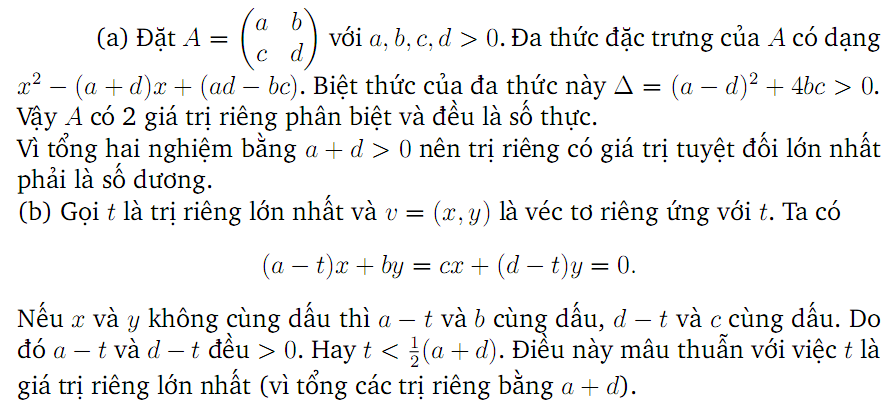 (a) Đặt $A = \begin{pmatrix} a & b \\ c & d \end{pmatrix}$ với $a, b, c, d > 0$. Đa thức đặc trưng của $A$ có dạng
$x^2 - (a + d)x + (ad - bc)$. Biệt thức của đa thức này $\Delta = (a - d)^2 + 4bc > 0$.
Vậy $A$ có 2 giá trị riêng phân biệt và đều là số thực.
Vì tổng hai nghiệm bằng $a + d > 0$ nên trị riêng có giá trị tuyệt đối lớn nhất
phải là số dương.
(b) Gọi $t$ là trị riêng lớn nhất và $v = (x, y)$ là véc tơ riêng ứng với $t$. Ta có
$(a - t)x + by = cx + (d - t)y = 0.$
Nếu $x$ và $y$ không cùng dấu thì $a - t$ và $b$ cùng dấu, $d - t$ và $c$ cùng dấu. Do
đó $a - t$ và $d - t$ đều $> 0$. Hay $t < \frac{1}{2}(a + d)$. Điều này mâu thuẫn với việc $t$ là
giá trị riêng lớn nhất (vì tổng các trị riêng bằng $a + d$).